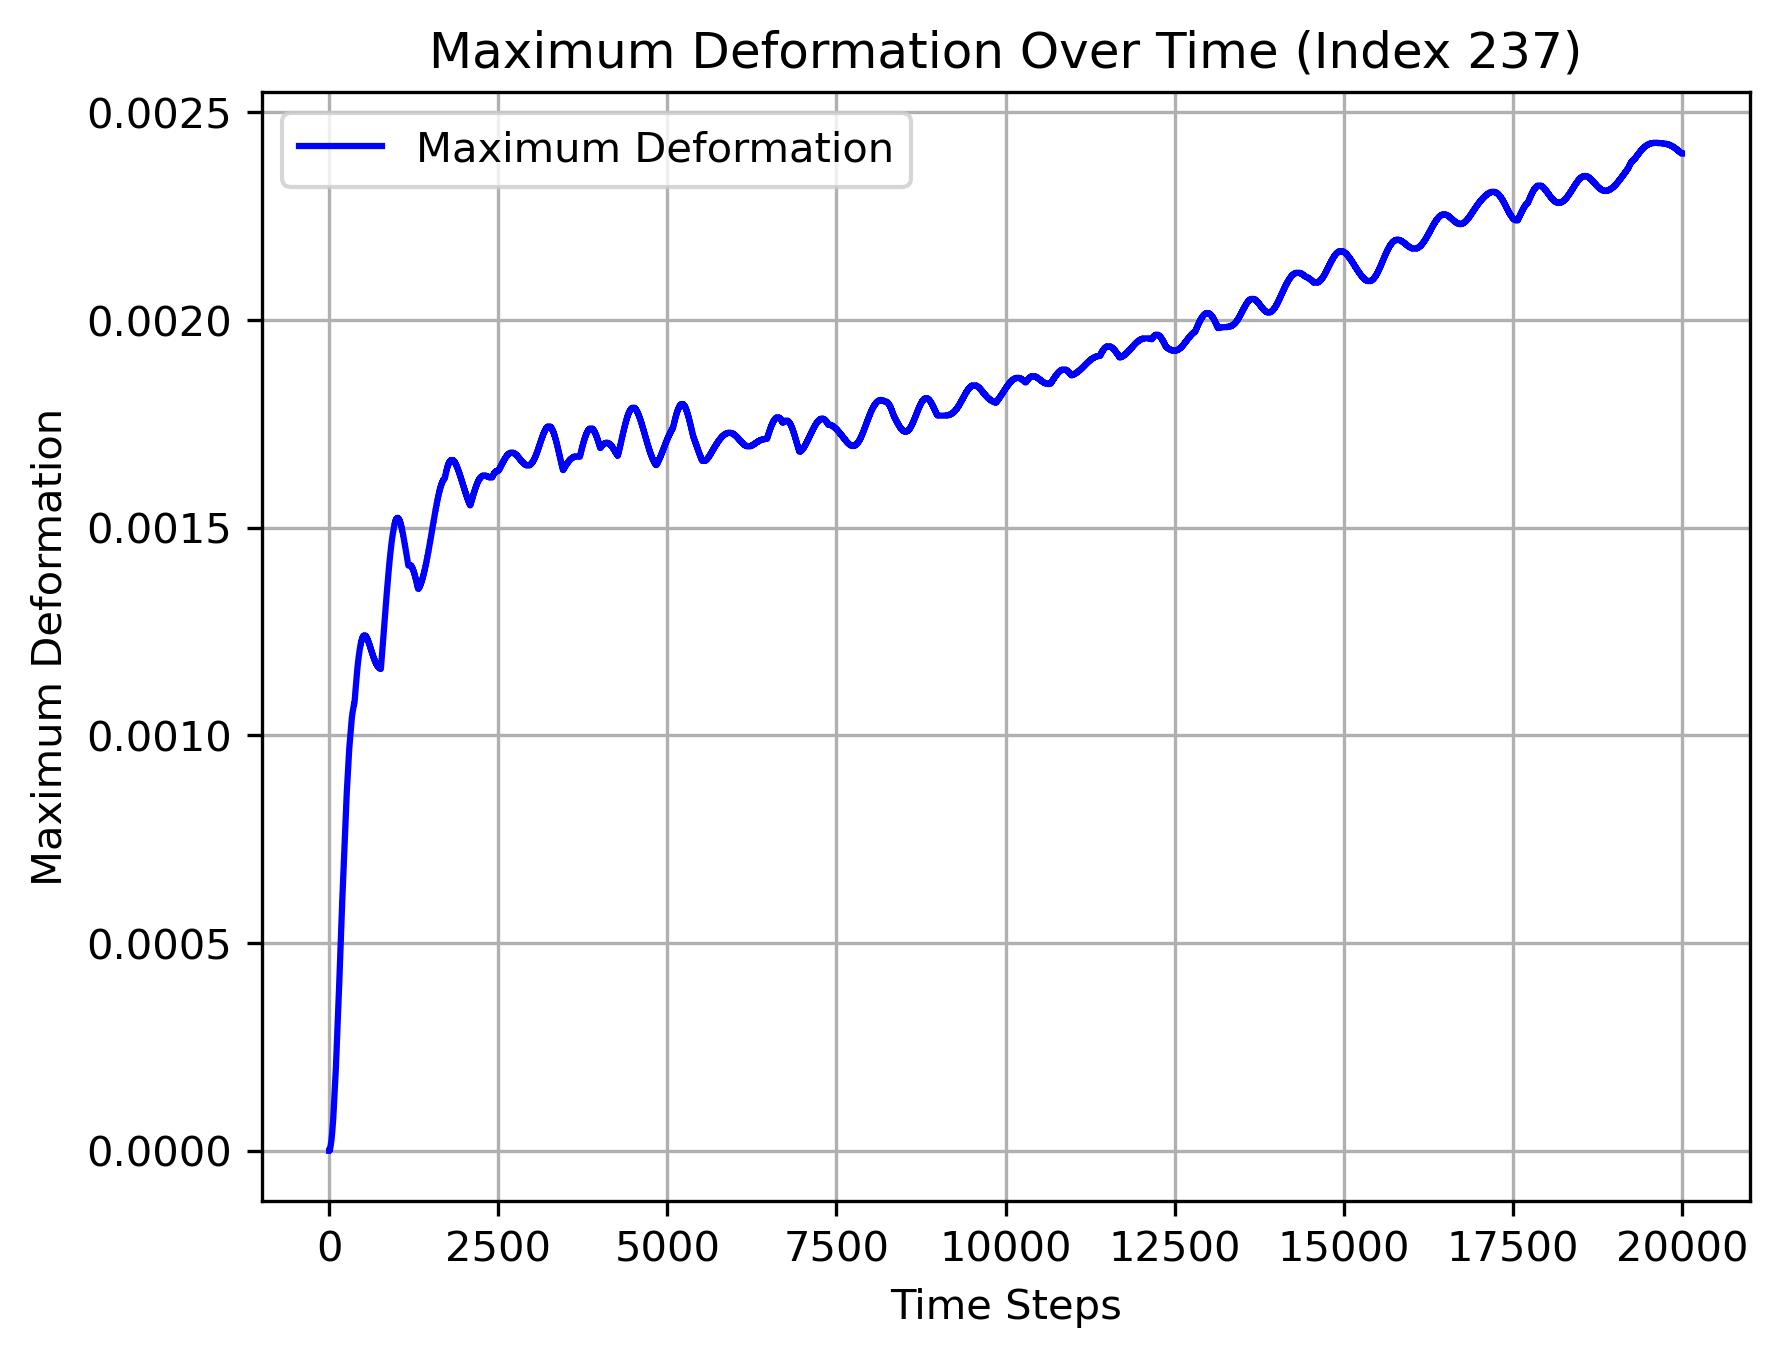 Maximum Deformation Over Time (Index 237)
0.0025
Maximum Deformation
0.0020
0.0015
0.0010
0.0005
0.0000
Maximum Deformation
0 2500 5000 7500 10000 12500 15000 17500 20000
Time Steps